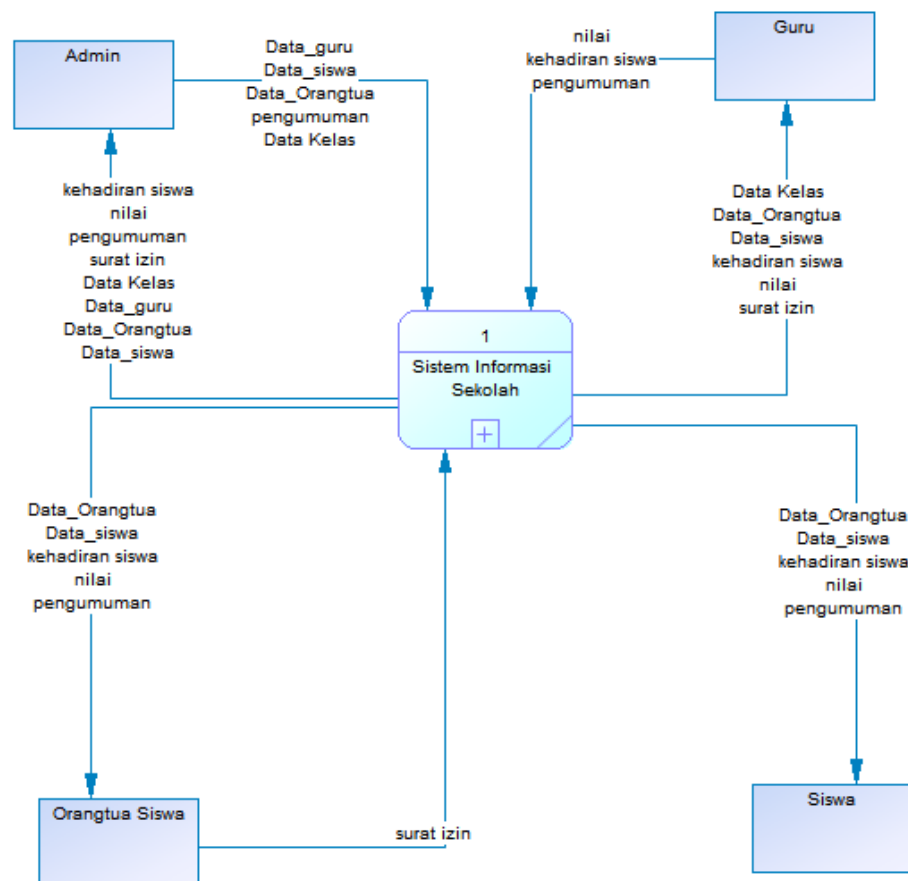 Admin
Data_guru
Data_siswa
Data_Orangtua
pengumuman
Data Kelas
nilai
kehadiran siswa
pengumuman
Guru
kehadiran siswa
nilai
pengumuman
surat izin
Data Kelas
Data_guru
Data_Orangtua
Data_siswa
Data Kelas
Data_Orangtua
Data_siswa
kehadiran siswa
nilai
surat izin
1
Sistem Informasi
Sekolah
Data_Orangtua
Data_siswa
kehadiran siswa
nilai
pengumuman
Data_Orangtua
Data_siswa
kehadiran siswa
nilai
pengumuman
Orangtua Siswa
surat izin
Siswa